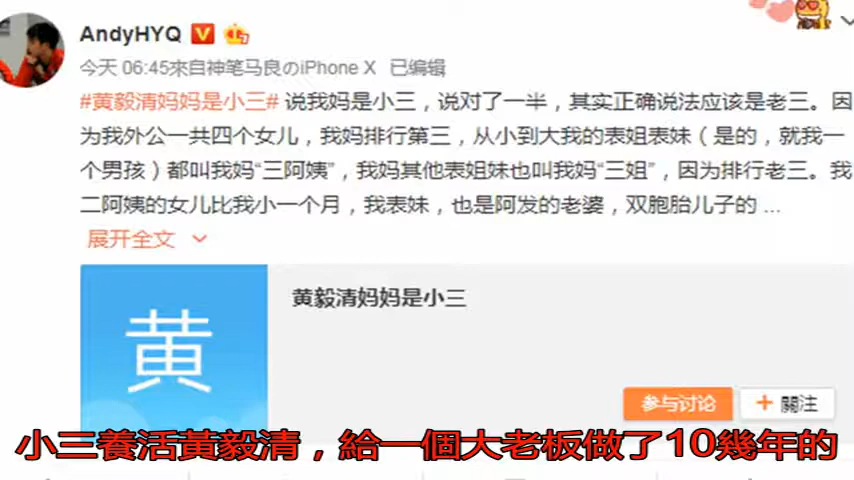 AndyHYQ V
今天 06:45来自神笔马良のiPhone X 已编辑
#黄毅清妈妈是小三# 说我妈是小三，说对了一半，其实正确说法应该是老三。因
为我外公一共四个女儿，我妈排行第三，从小到大我的表姐表妹（是的，就我一
个男孩）都叫我妈“三阿姨”，我妈其他表姐妹也叫我妈“三姐”，因为排行老三。我
二阿姨的女儿比我小一个月，我表妹，也是阿发的老婆，双胞胎儿子的 ...
展开全文
黄毅清妈妈是小三
黄
参与讨论 + 關注
小三養活黃毅清，給一個大老板做了10幾年的